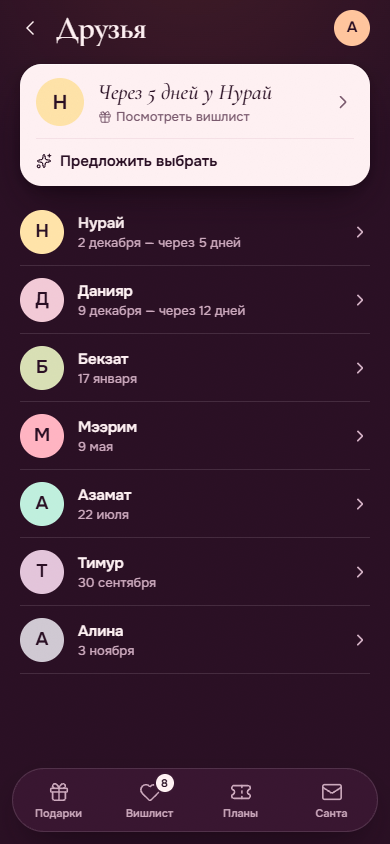 Друзья
А
Н
Через 5 дней у Нурай
Посмотреть вишлист
Предложить выбрать
Н
Нурай
2 декабря — через 5 дней
Д
Данияр
9 декабря — через 12 дней
Б
Бекзат
17 января
М
Мээрим
9 мая
А
Азамат
22 июля
Т
Тимур
30 сентября
А
Алина
3 ноября
8
Подарки
Вишлист
Планы
Санта